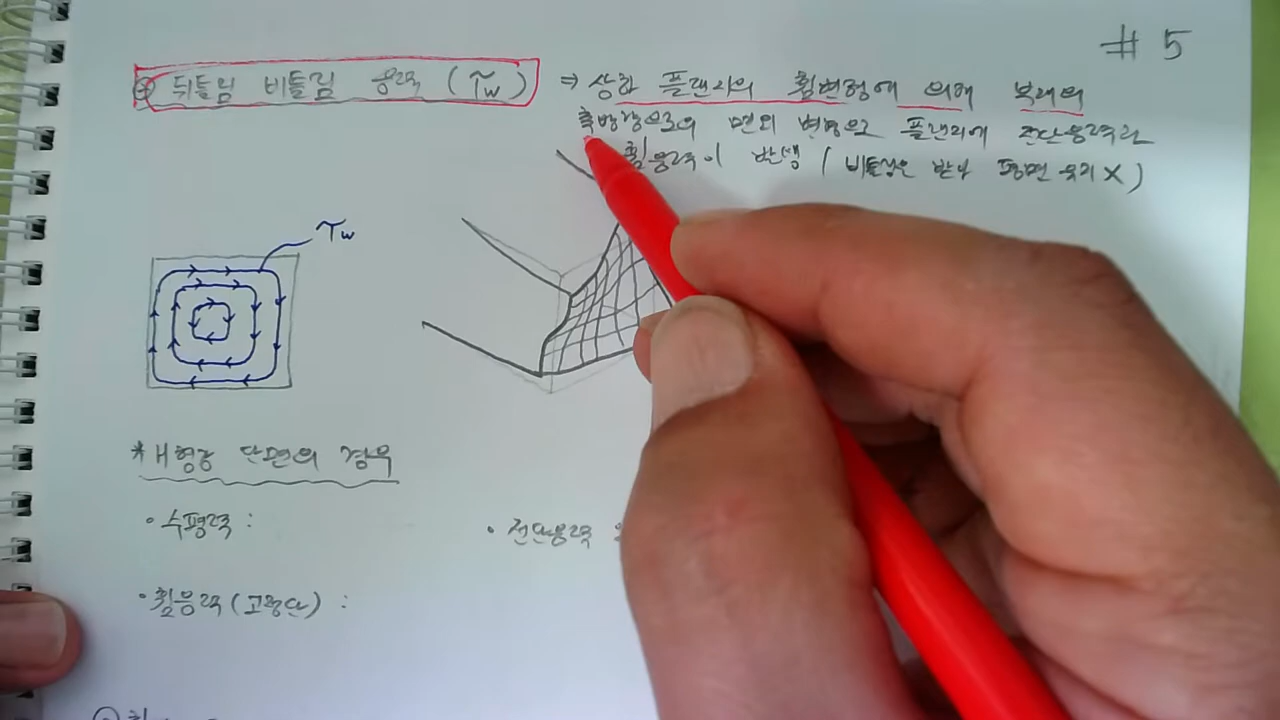 # 5
뒤틀림 비틀림 응력 (τw)
⇒ 상하 플랜지의 휨변형에 의해 부재의
축방향으로의 면외 변형으로 플랜지에 전단응력과
휨응력이 발생 ( 비틀림은 받나 평면 유지 X )
τw
* H형강 단면의 경우
• 수평력 :
• 전단응력
• 휨응력 (고정단) :